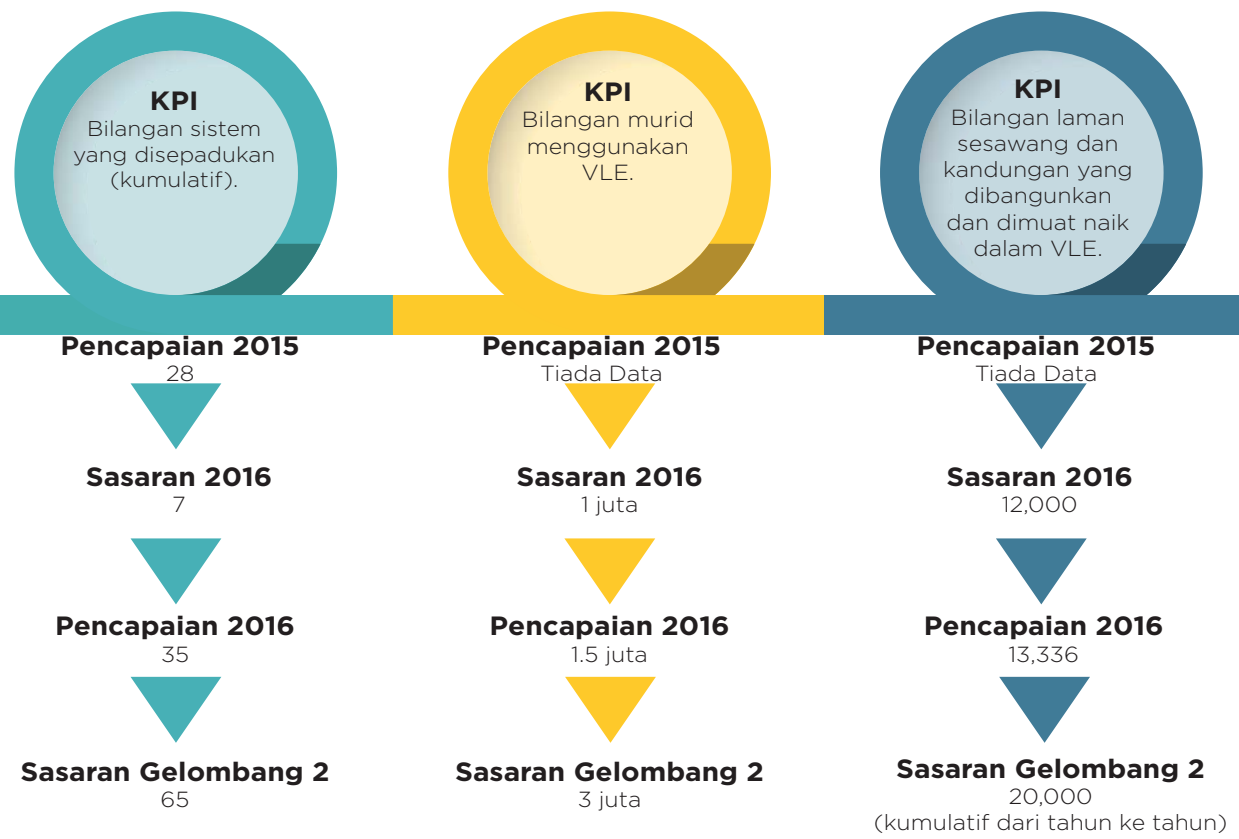 KPI
Bilangan sistem
yang disepadukan
(kumulatif).
Pencapaian 2015
28
Sasaran 2016
7
Pencapaian 2016
35
Sasaran Gelombang 2
65
KPI
Bilangan murid
menggunakan
VLE.
Pencapaian 2015
Tiada Data
Sasaran 2016
1 juta
Pencapaian 2016
1.5 juta
Sasaran Gelombang 2
3 juta
KPI
Bilangan laman
sesawang dan
kandungan yang
dibangunkan
dan dimuat naik
dalam VLE.
Pencapaian 2015
Tiada Data
Sasaran 2016
12,000
Pencapaian 2016
13,336
Sasaran Gelombang 2
20,000
(kumulatif dari tahun ke tahun)